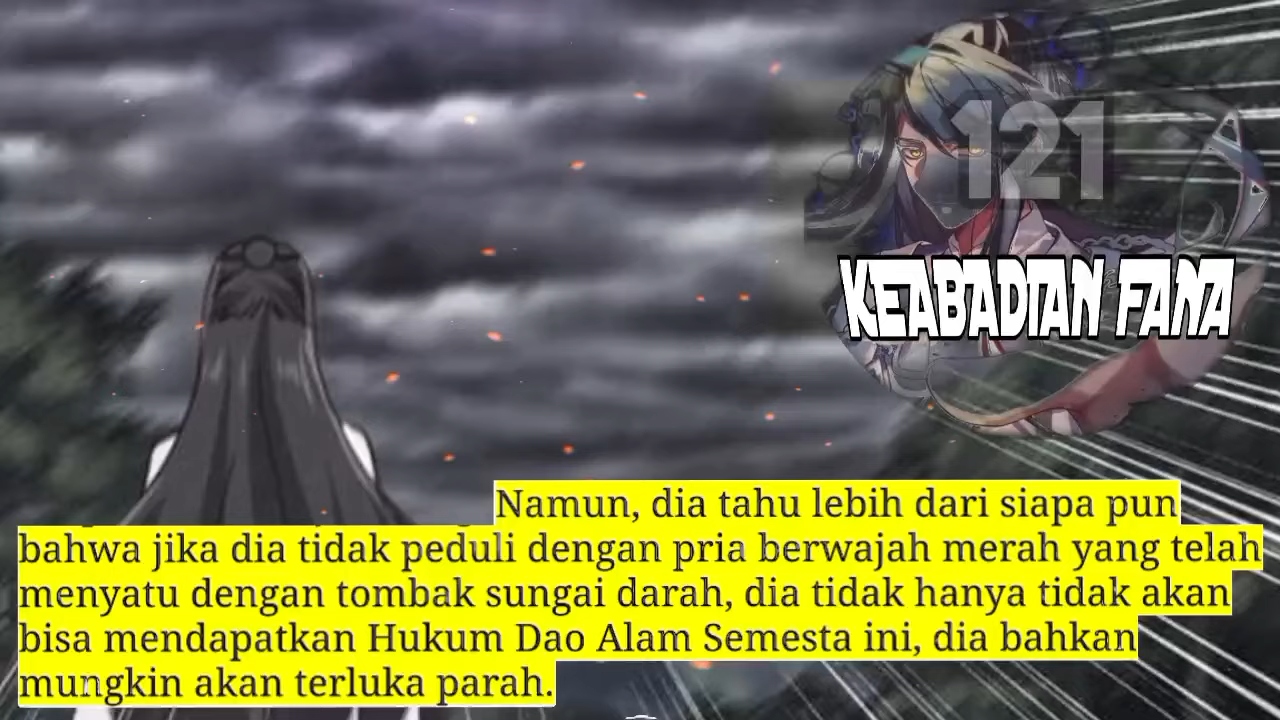 121
KEABADIAN FANA
Namun, dia tahu lebih dari siapa pun
bahwa jika dia tidak peduli dengan pria berwajah merah yang telah
menyatu dengan tombak sungai darah, dia tidak hanya tidak akan
bisa mendapatkan Hukum Dao Alam Semesta ini, dia bahkan
mungkin akan terluka parah.